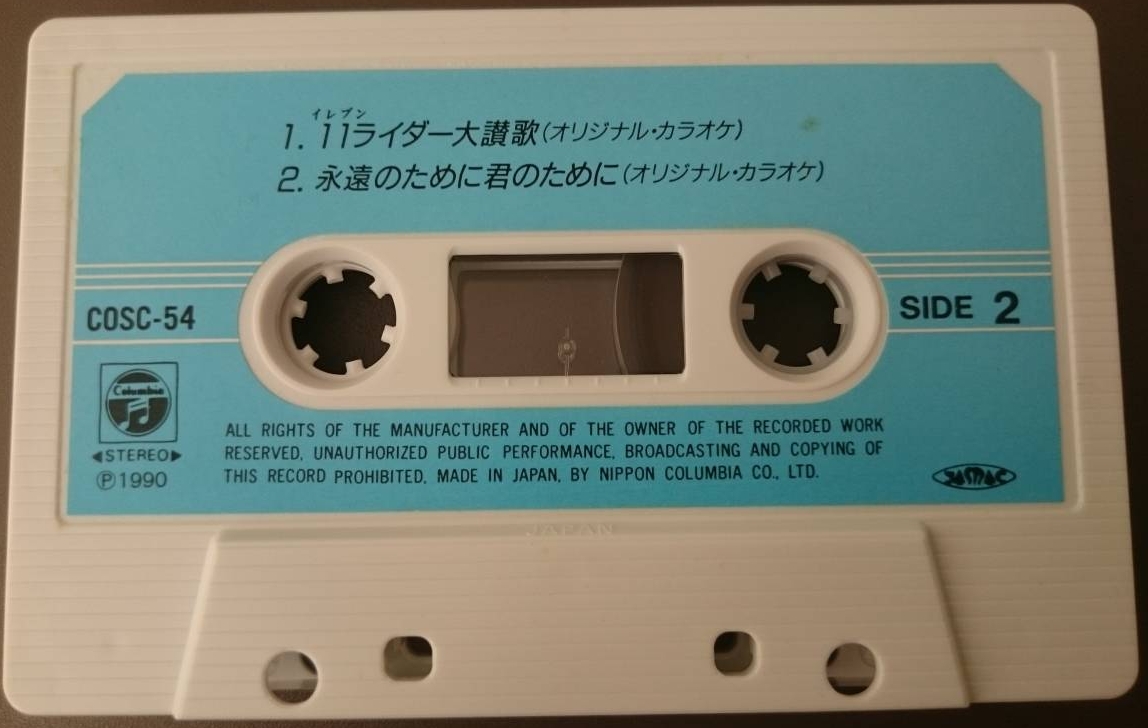 イレブン
1. 11ライダー大讃歌(オリジナル・カラオケ)
2. 永遠のために君のために(オリジナル・カラオケ)
COSC-54
SIDE 2
Columbia
◀STEREO▶
Ⓟ1990
ALL RIGHTS OF THE MANUFACTURER AND OF THE OWNER OF THE RECORDED WORK
RESERVED, UNAUTHORIZED PUBLIC PERFORMANCE, BROADCASTING AND COPYING OF
THIS RECORD PROHIBITED, MADE IN JAPAN, BY NIPPON COLUMBIA CO., LTD.
JASRAC
JAPAN